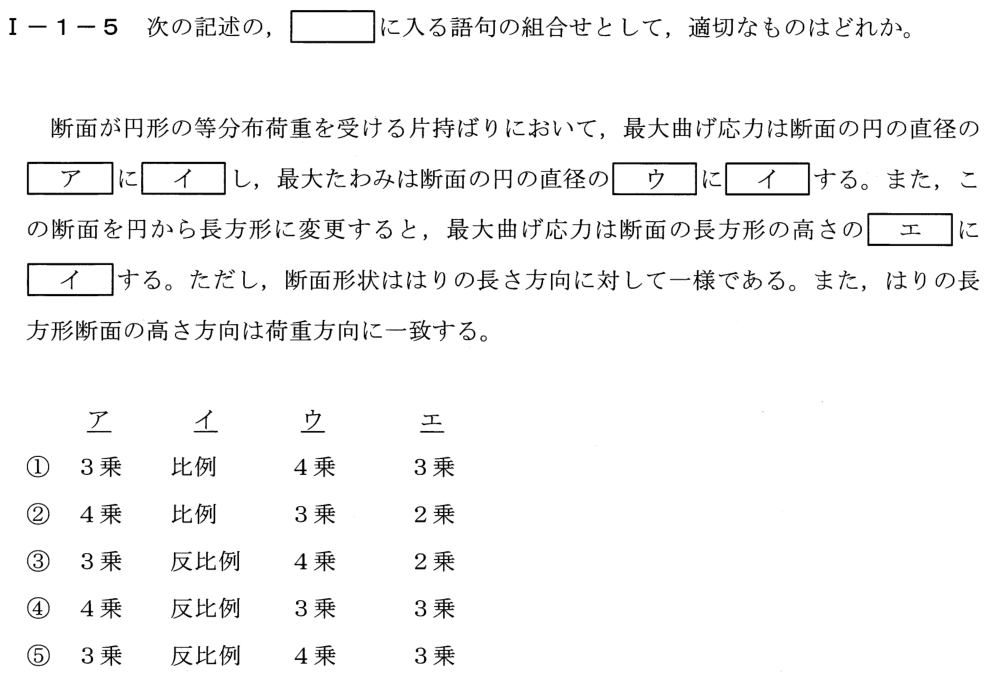 Ⅰ－１－５　次の記述の，　　　に入る語句の組合せとして，適切なものはどれか。
断面が円形の等分布荷重を受ける片持ばりにおいて，最大曲げ応力は断面の円の直径の
ア に イ し，最大たわみは断面の円の直径の ウ に イ する。また，こ
の断面を円から長方形に変更すると，最大曲げ応力は断面の長方形の高さの エ に
イ する。ただし，断面形状ははりの長さ方向に対して一様である。また，はりの長
方形断面の高さ方向は荷重方向に一致する。
ア　イ　ウ　エ
①　３乗　比例　４乗　３乗
②　４乗　比例　３乗　２乗
③　３乗　反比例　４乗　２乗
④　４乗　反比例　３乗　３乗
⑤　３乗　反比例　４乗　３乗